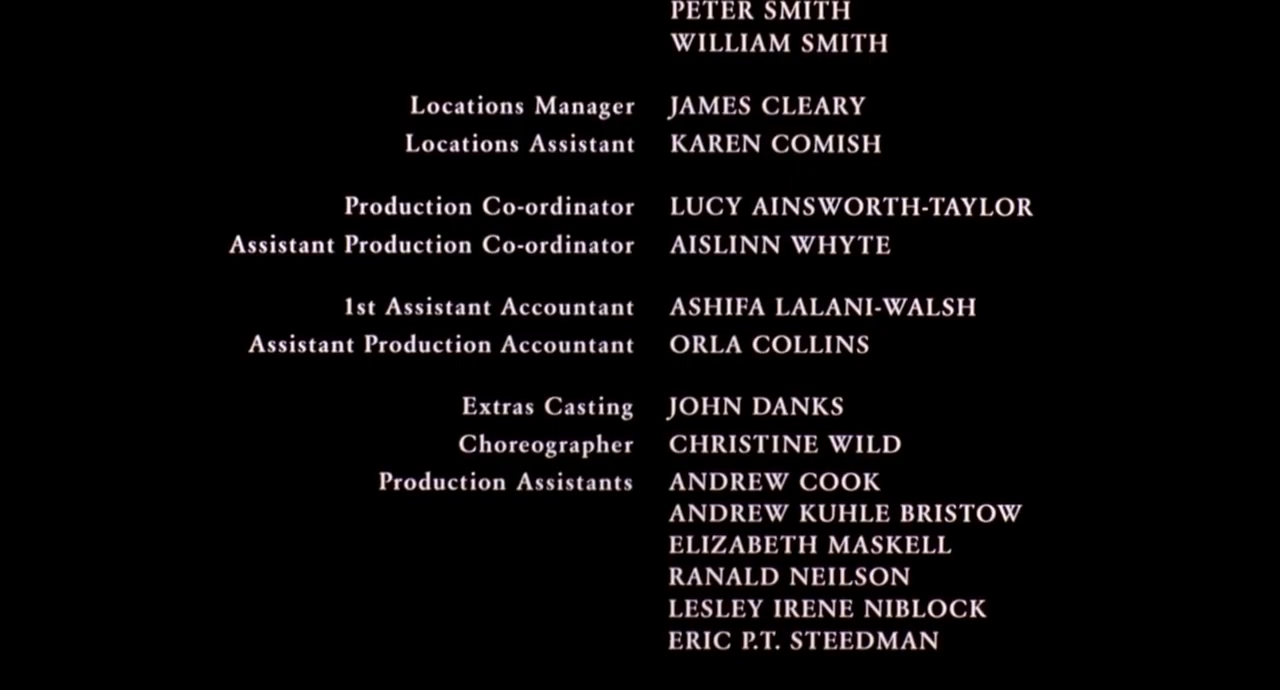 PETER SMITH
WILLIAM SMITH
Locations Manager JAMES CLEARY
Locations Assistant KAREN COMISH
Production Co-ordinator LUCY AINSWORTH-TAYLOR
Assistant Production Co-ordinator AISLINN WHYTE
1st Assistant Accountant ASHIFA LALANI-WALSH
Assistant Production Accountant ORLA COLLINS
Extras Casting JOHN DANKS
Choreographer CHRISTINE WILD
Production Assistants ANDREW COOK
ANDREW KUHLE BRISTOW
ELIZABETH MASKELL
RANALD NEILSON
LESLEY IRENE NIBLOCK
ERIC P.T. STEEDMAN